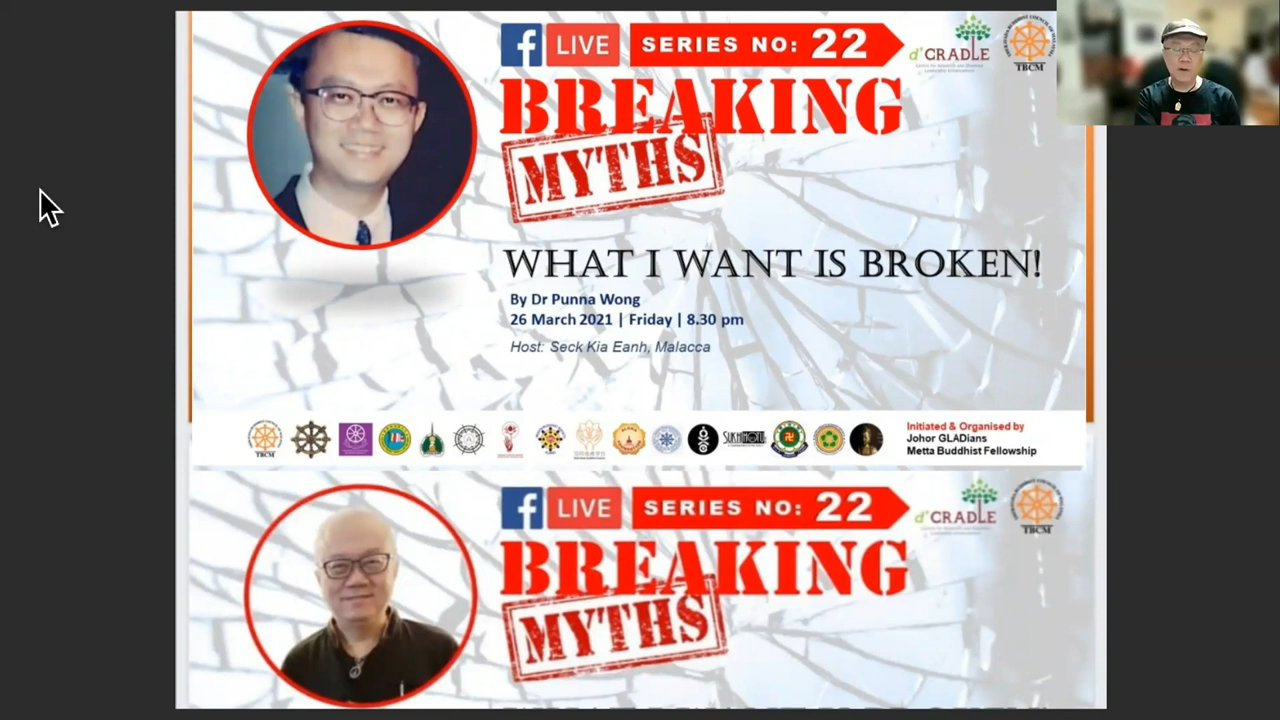 f LIVE SERIES NO: 22
d'CRADLE
TBCM
BREAKING
MYTHS
WHAT I WANT IS BROKEN!
By Dr Punna Wong
26 March 2021 | Friday | 8.30 pm
Host: Seck Kia Eanh, Malacca
TBCM
SUKHIHOTU
Initiated & Organised by
Johor GLADians
Metta Buddhist Fellowship
f LIVE SERIES NO: 22
d'CRADLE
TBCM
BREAKING
MYTHS